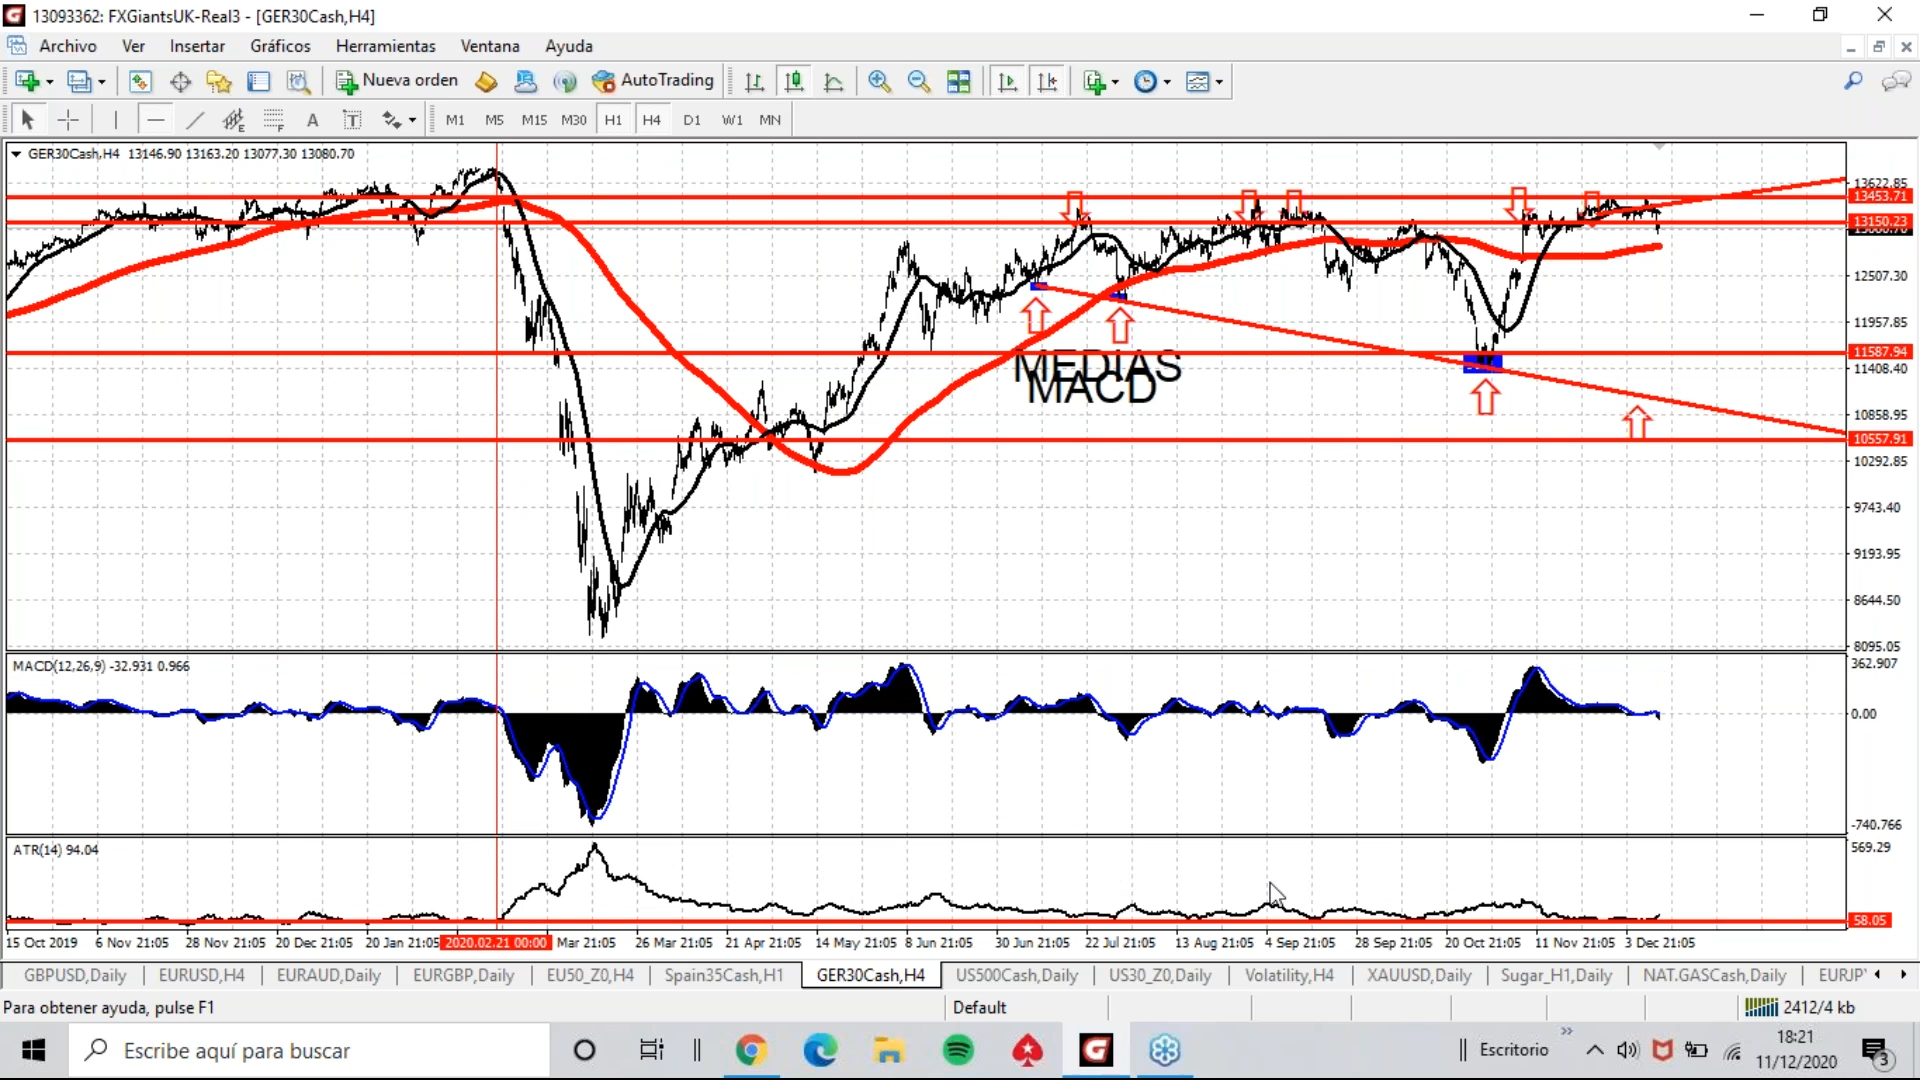 13093362: FXGiantsUK-Real3 - [GER30Cash,H4]
Archivo Ver Insertar Gráficos Herramientas Ventana Ayuda
Nueva orden AutoTrading
A T M1 M5 M15 M30 H1 H4 D1 W1 MN
GER30Cash,H4 13146.90 13163.20 13077.30 13080.70
13622.85
13453.71
13150.23
12507.30
11957.85
11587.94
11408.40
MEDIAS
MACD
10858.95
10557.91
10292.85
9743.40
9193.95
8644.50
8095.05
MACD(12,26,9) -32.931 0.966
362.907
0.00
-740.766
ATR(14) 94.04
569.29
58.05
15 Oct 2019 6 Nov 21:05 28 Nov 21:05 20 Dec 21:05 20 Jan 21:05 2020.02.21 00:00 Mar 21:05 26 Mar 21:05 21 Apr 21:05 14 May 21:05 8 Jun 21:05 30 Jun 21:05 22 Jul 21:05 13 Aug 21:05 4 Sep 21:05 28 Sep 21:05 20 Oct 21:05 11 Nov 21:05 3 Dec 21:05
GBPUSD,Daily EURUSD,H4 EURAUD,Daily EURGBP,Daily EU50_Z0,H4 Spain35Cash,H1 GER30Cash,H4 US500Cash,Daily US30_Z0,Daily Volatility,H4 XAUUSD,Daily Sugar_H1,Daily NAT.GASCash,Daily EURJP
Para obtener ayuda, pulse F1 Default 2412/4 kb
Escribe aquí para buscar Escritorio 18:21
11/12/2020 3